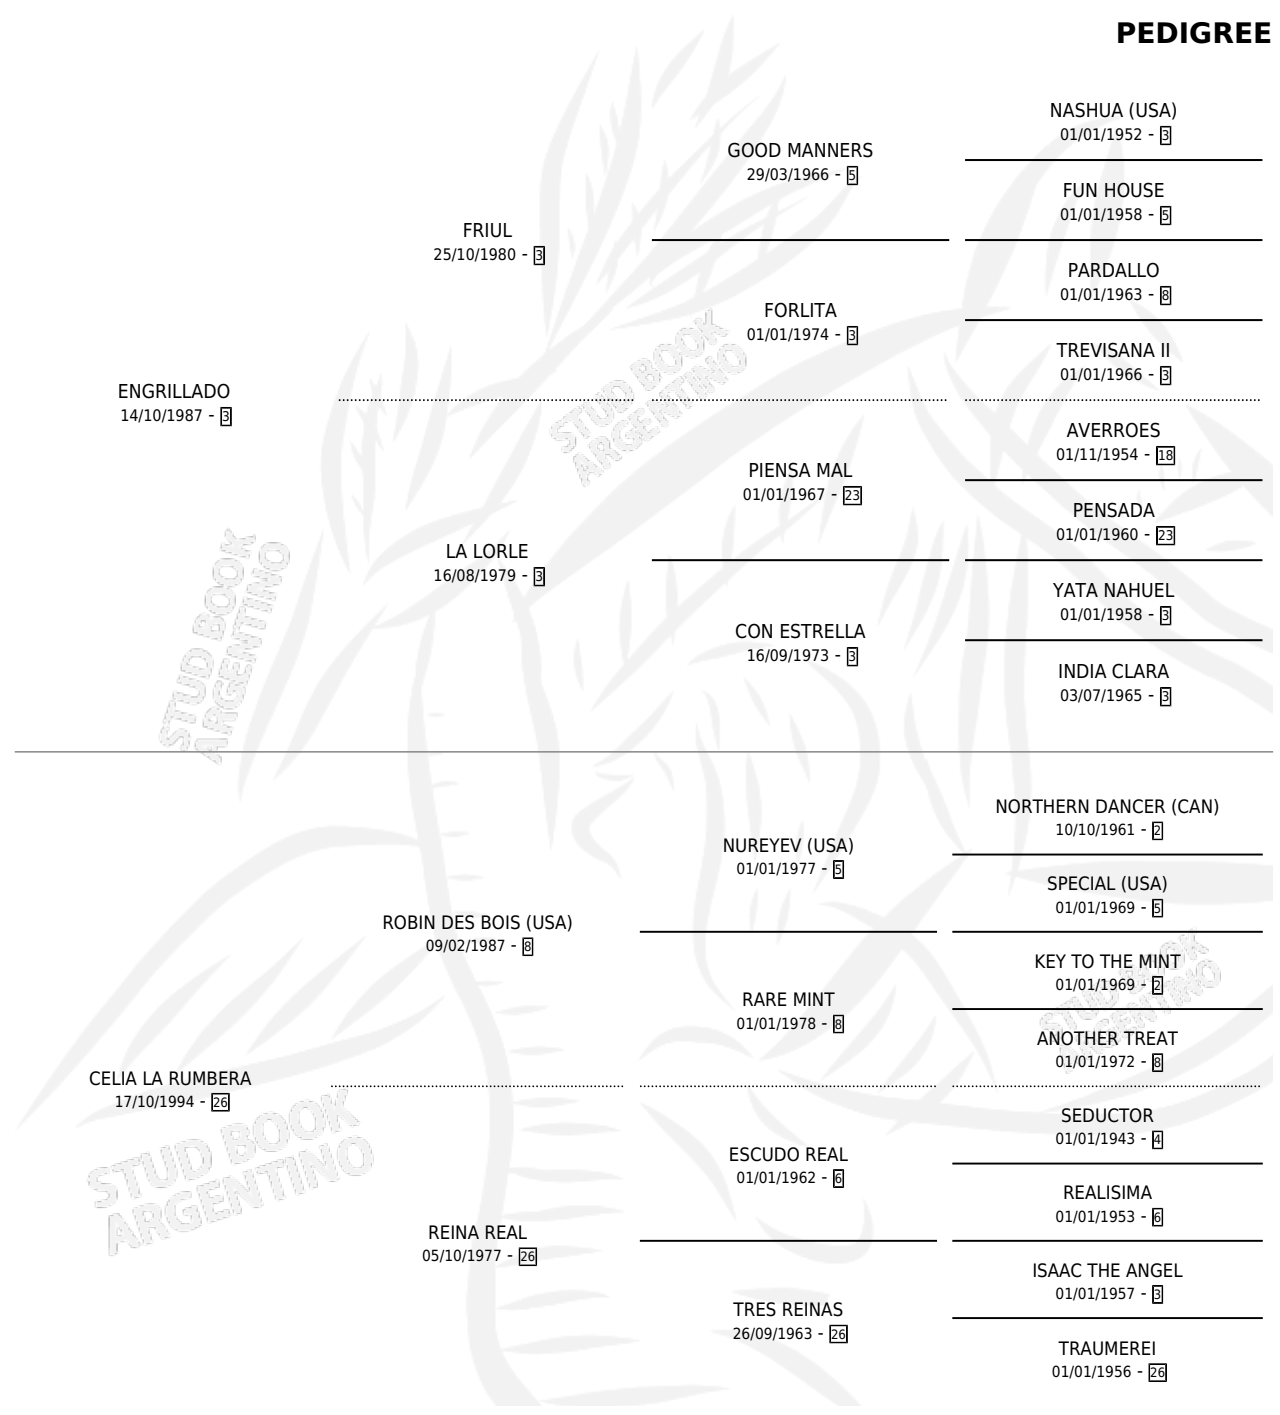 PEDIGREE
NASHUA (USA)
01/01/1952 - 3
GOOD MANNERS
29/03/1966 - 5
FUN HOUSE
01/01/1958 - 5
FRIUL
25/10/1980 - 3
PARDALLO
01/01/1963 - 8
FORLITA
01/01/1974 - 3
TREVISANA II
01/01/1966 - 3
ENGRILLADO
14/10/1987 - 3
AVERROES
01/11/1954 - 18
PIENSA MAL
01/01/1967 - 23
PENSADA
01/01/1960 - 23
LA LORLE
16/08/1979 - 3
YATA NAHUEL
01/01/1958 - 3
CON ESTRELLA
16/09/1973 - 3
INDIA CLARA
03/07/1965 - 3
NORTHERN DANCER (CAN)
10/10/1961 - 2
NUREYEV (USA)
01/01/1977 - 5
SPECIAL (USA)
01/01/1969 - 5
ROBIN DES BOIS (USA)
09/02/1987 - 8
KEY TO THE MINT
01/01/1969 - 2
RARE MINT
01/01/1978 - 8
ANOTHER TREAT
01/01/1972 - 8
CELIA LA RUMBERA
17/10/1994 - 26
SEDUCTOR
01/01/1943 - 4
ESCUDO REAL
01/01/1962 - 6
REALISIMA
01/01/1953 - 6
REINA REAL
05/10/1977 - 26
ISAAC THE ANGEL
01/01/1957 - 3
TRES REINAS
26/09/1963 - 26
TRAUMEREI
01/01/1956 - 26
STUD BOOK
ARGENTINO
STUD BOOK
ARGENTINO
STUD BOOK
ARGENTINO
STUD BOOK
ARGENTINO